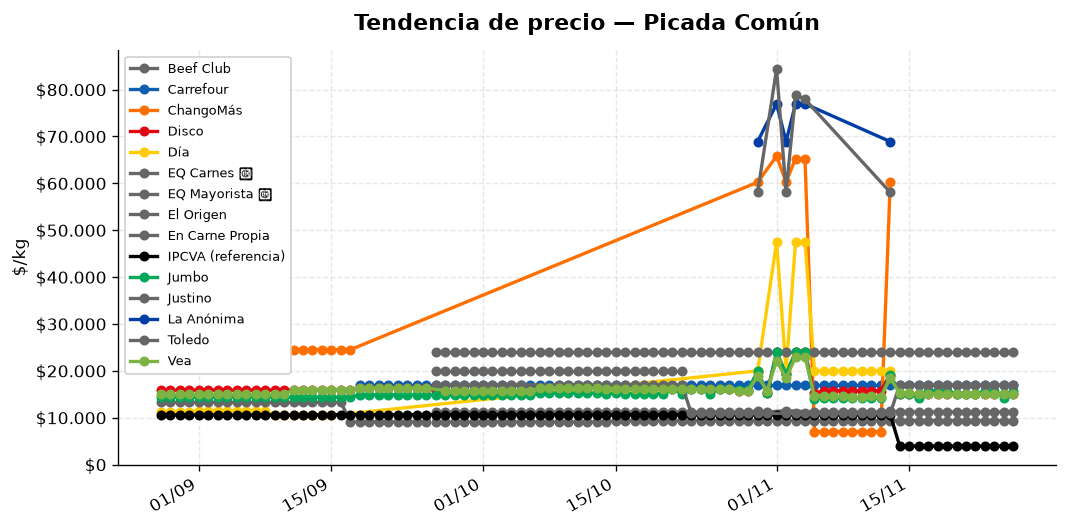 Tendencia de precio — Picada Común
$/kg
$80.000
$70.000
$60.000
$50.000
$40.000
$30.000
$20.000
$10.000
$0
Beef Club
Carrefour
ChangoMás
Disco
Día
EQ Carnes
EQ Mayorista
El Origen
En Carne Propia
IPCVA (referencia)
Jumbo
Justino
La Anónima
Toledo
Vea
01/09
15/09
01/10
15/10
01/11
15/11